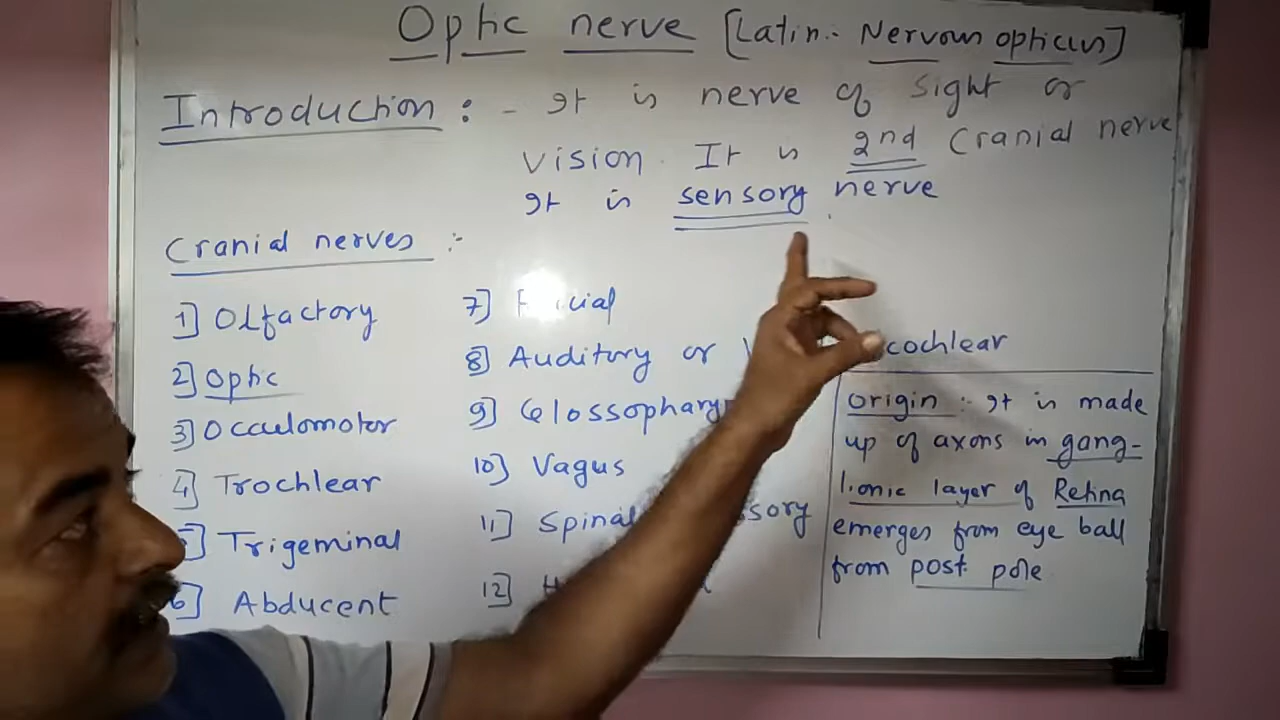 Optic nerve [Latin:- Nervous opticus]
Introduction : - It is nerve of sight or
vision. It is 2nd Cranial nerve
It is sensory nerve
Cranial nerves :-
1] Olfactory
2] Optic
3] Occulomotor
4] Trochlear
5] Trigeminal
6] Abducent
7]
8] Auditory or
9]
10] Vagus
11]
12]
cochlear
origin :- It is made
up of axons in gang-
lionic layer of Retina
emerges from eye ball
from post pole